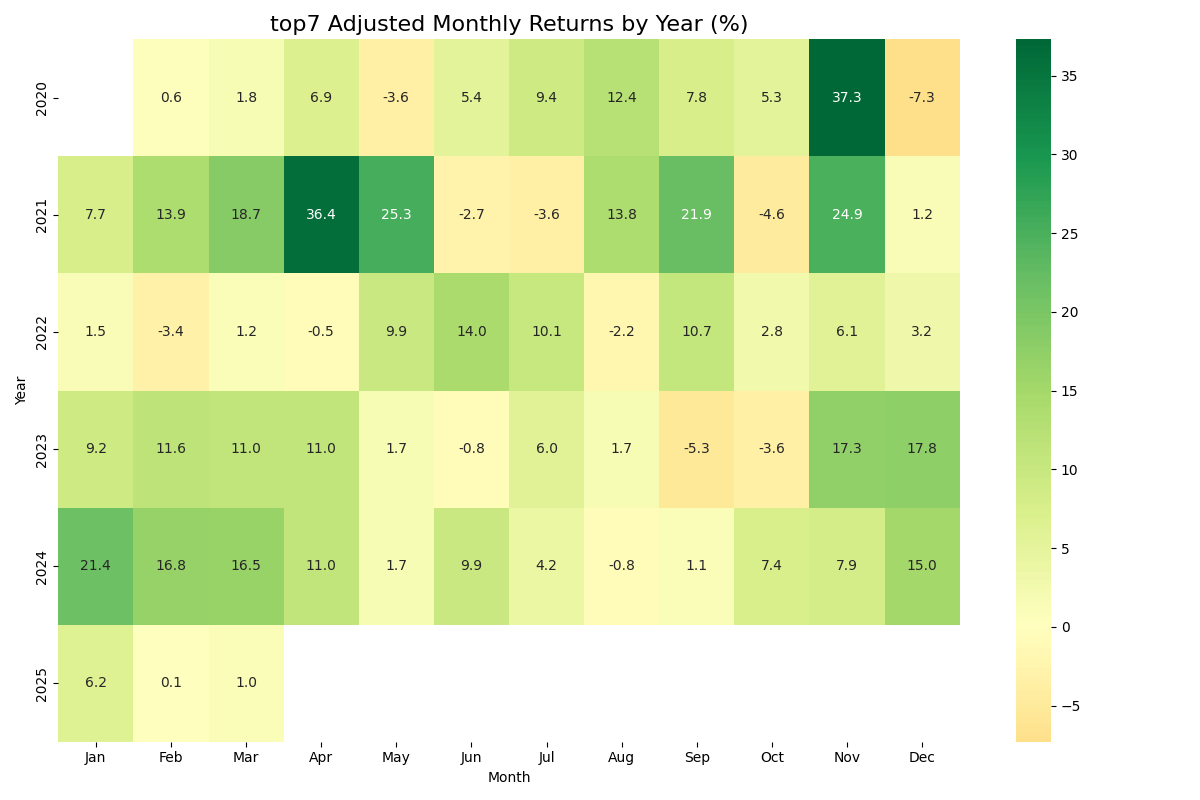 top7 Adjusted Monthly Returns by Year (%)
2020 0.6 1.8 6.9 -3.6 5.4 9.4 12.4 7.8 5.3 37.3 -7.3
2021 7.7 13.9 18.7 36.4 25.3 -2.7 -3.6 13.8 21.9 -4.6 24.9 1.2
2022 1.5 -3.4 1.2 -0.5 9.9 14.0 10.1 -2.2 10.7 2.8 6.1 3.2
2023 9.2 11.6 11.0 11.0 1.7 -0.8 6.0 1.7 -5.3 -3.6 17.3 17.8
2024 21.4 16.8 16.5 11.0 1.7 9.9 4.2 -0.8 1.1 7.4 7.9 15.0
2025 6.2 0.1 1.0
Jan Feb Mar Apr May Jun Jul Aug Sep Oct Nov Dec
Month
Year
35
30
25
20
15
10
5
0
−5